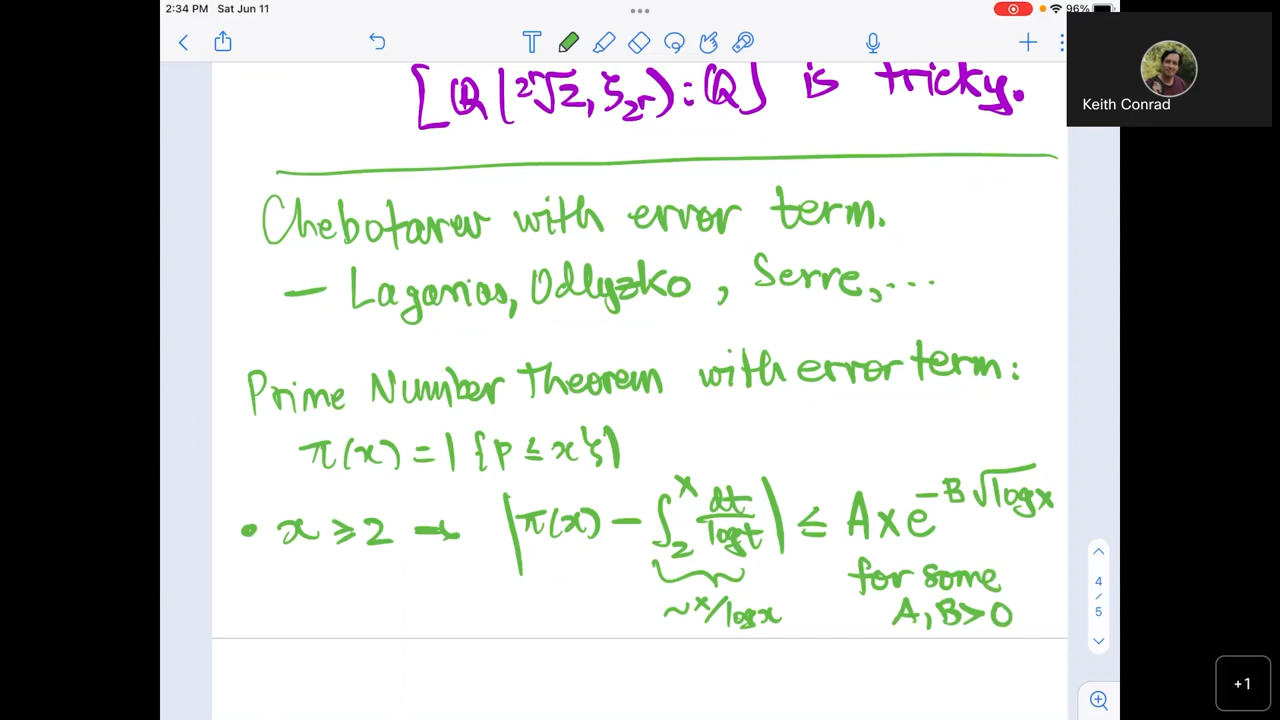 2:34 PM Sat Jun 11
96%
Keith Conrad
[ℚ(²ʳ√2, ζ₂ʳ):ℚ] is tricky.
Chebotarev with error term.
— Lagarias, Odlyzko, Serre,...
Prime Number Theorem with error term:
π(x) = |{p ≤ x}|
• x ≥ 2 → |π(x) − ∫₂ˣ dt/log t| ≤ A x e^(−B√log x)
~ x/log x
for some
A, B > 0
4
/
5
+1